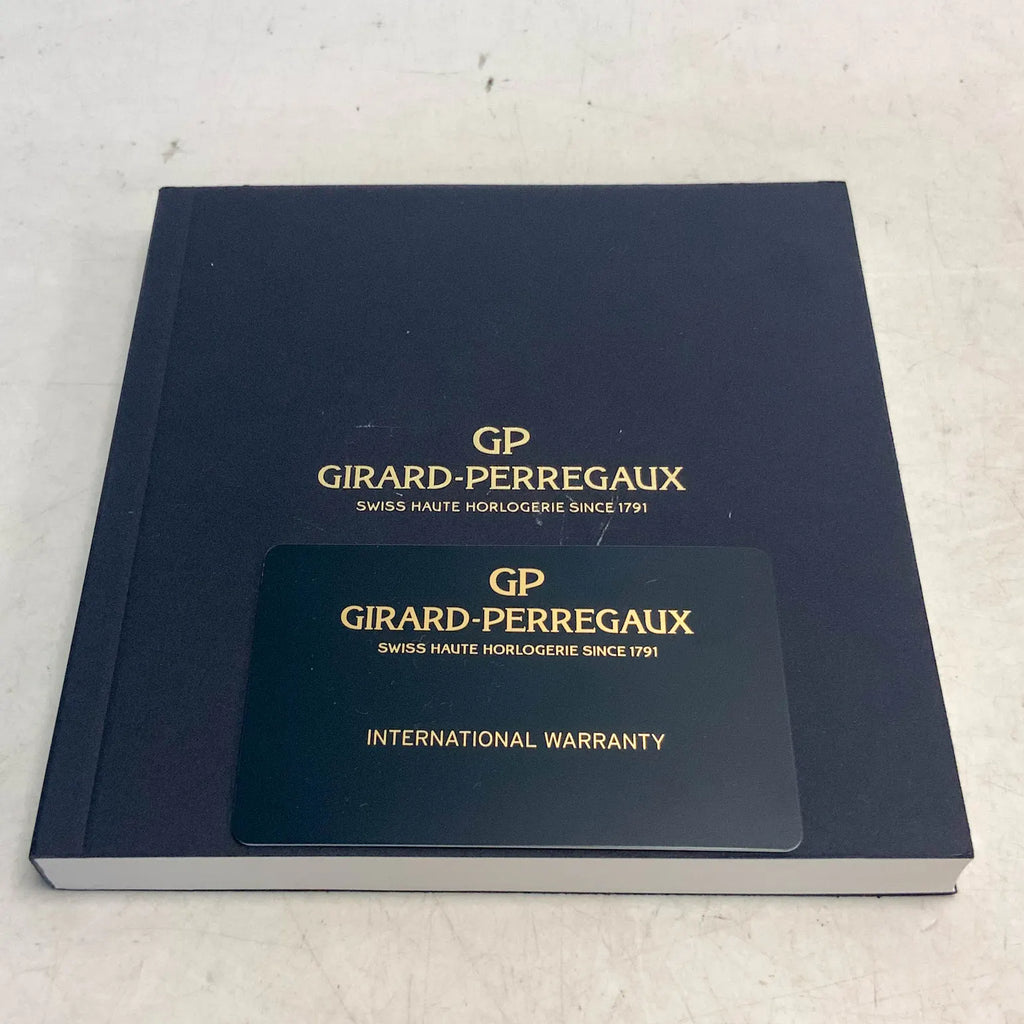 GP
GIRARD-PERREGAUX
SWISS HAUTE HORLOGERIE SINCE 1791
GP
GIRARD-PERREGAUX
SWISS HAUTE HORLOGERIE SINCE 1791
INTERNATIONAL WARRANTY